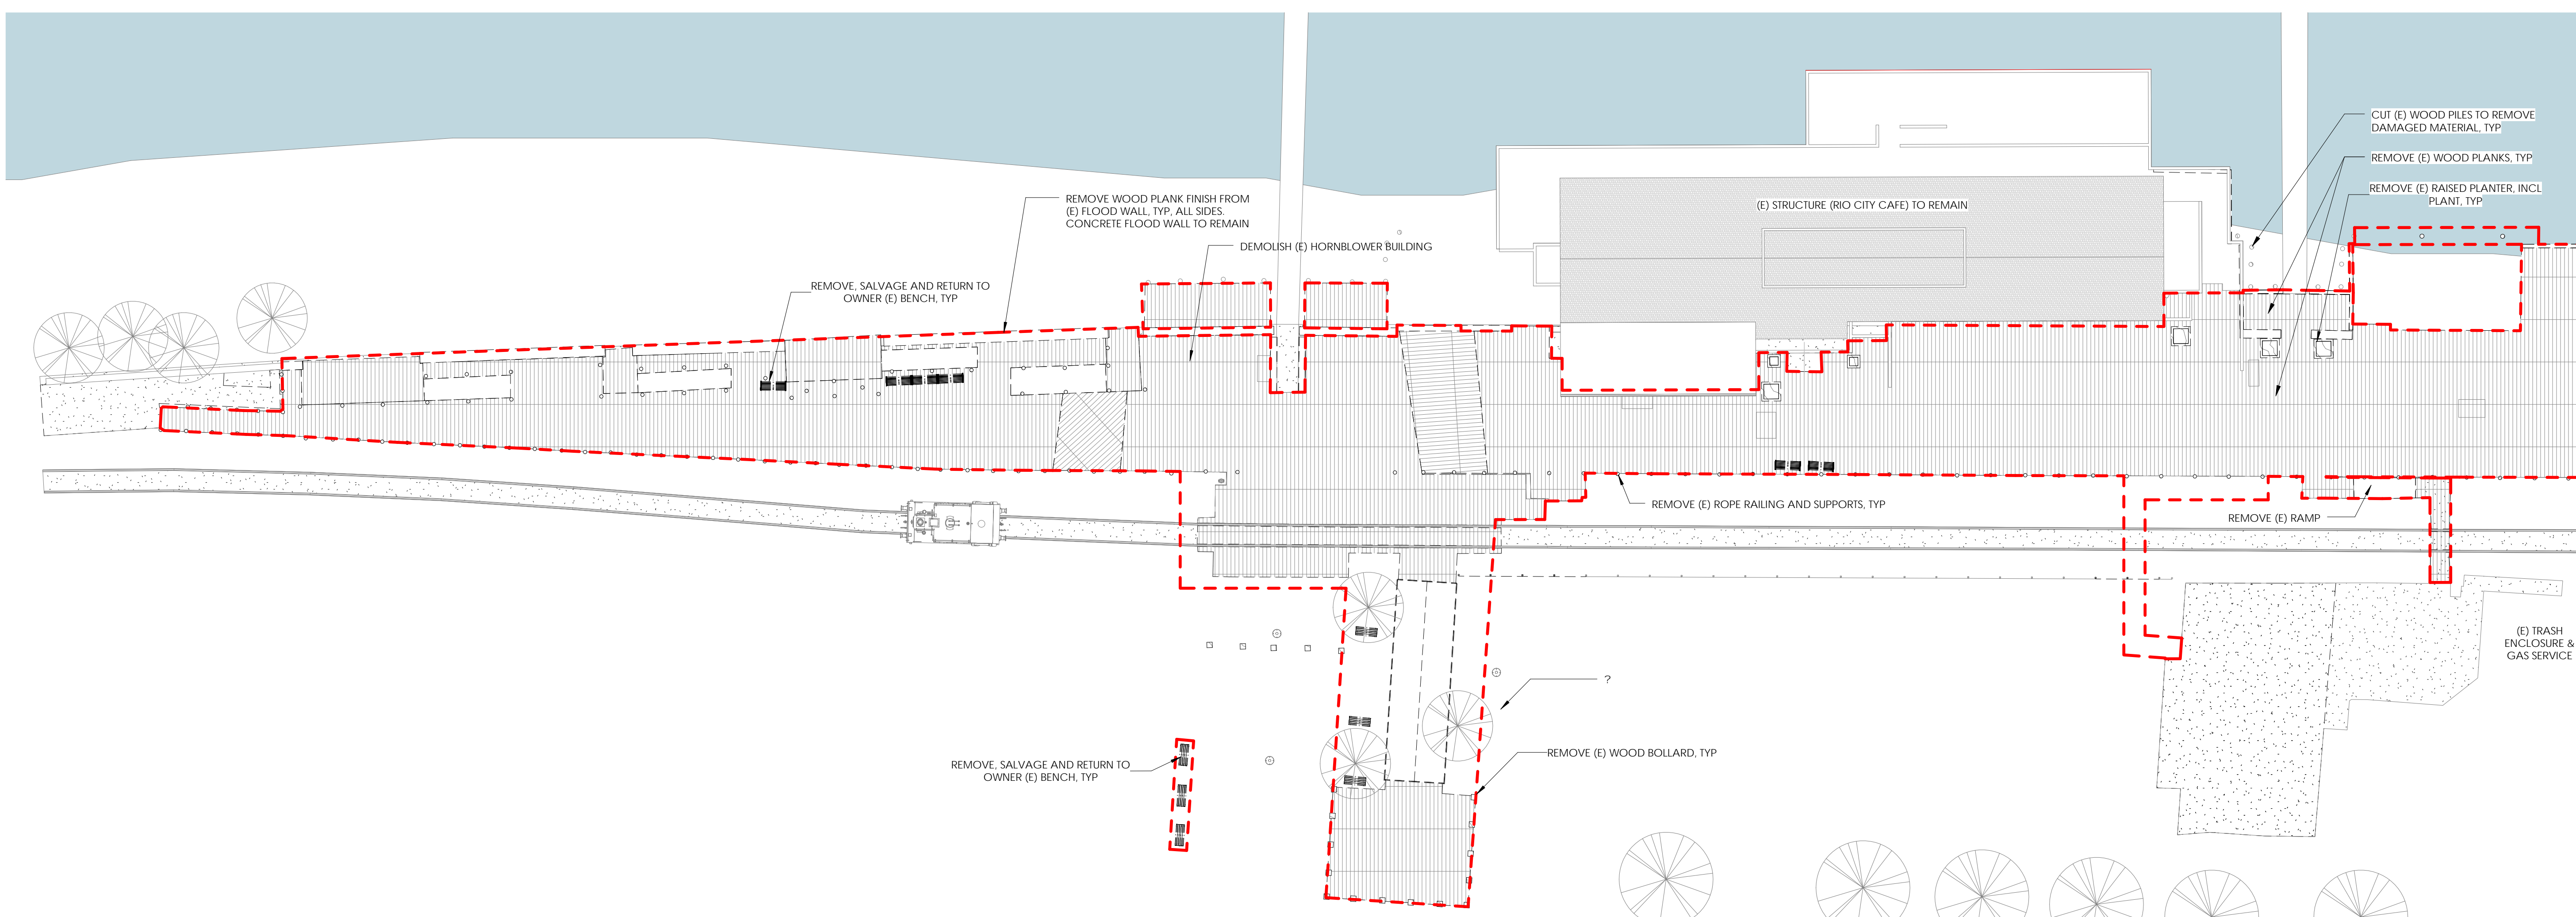 CUT (E) WOOD PILES TO REMOVE
DAMAGED MATERIAL, TYP
REMOVE (E) WOOD PLANKS, TYP
REMOVE (E) RAISED PLANTER, INCL
PLANT, TYP
REMOVE WOOD PLANK FINISH FROM
(E) FLOOD WALL, TYP, ALL SIDES.
CONCRETE FLOOD WALL TO REMAIN
(E) STRUCTURE (RIO CITY CAFE) TO REMAIN
DEMOLISH (E) HORNBLOWER BUILDING
REMOVE, SALVAGE AND RETURN TO
OWNER (E) BENCH, TYP
REMOVE (E) ROPE RAILING AND SUPPORTS, TYP
REMOVE (E) RAMP
(E) TRASH
ENCLOSURE &
GAS SERVICE
?
REMOVE (E) WOOD BOLLARD, TYP
REMOVE, SALVAGE AND RETURN TO
OWNER (E) BENCH, TYP